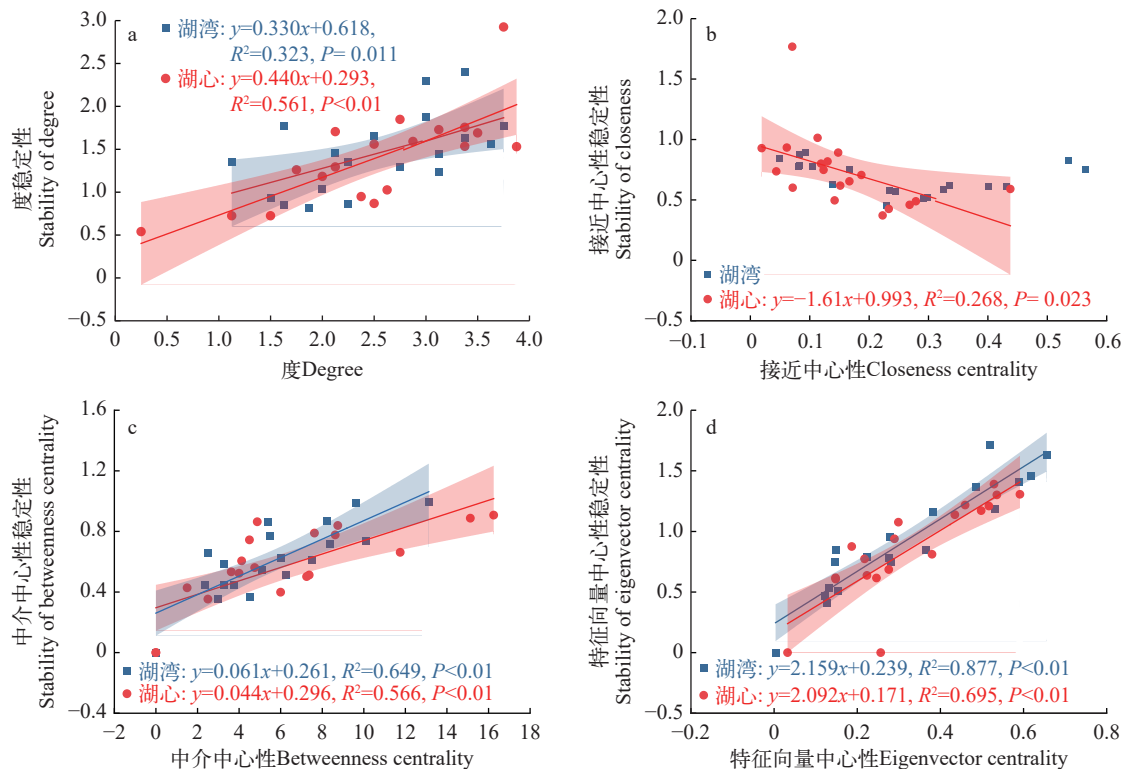 a
湖湾: y=0.330x+0.618,
R²=0.323, P= 0.011
湖心: y=0.440x+0.293,
R²=0.561, P<0.01
3.0
2.5
2.0
1.5
1.0
0.5
0
−0.5
0
0.5
1.0
1.5
2.0
2.5
3.0
3.5
4.0
度稳定性
Stability of degree
度Degree
b
2.0
1.5
1.0
0.5
0
−0.5
湖湾
湖心: y=−1.61x+0.993, R²=0.268, P= 0.023
−0.1
0
0.1
0.2
0.3
0.4
0.5
0.6
接近中心性稳定性
Stability of closeness
接近中心性Closeness centrality
c
1.6
1.2
0.8
0.4
0
−0.4
湖湾: y=0.061x+0.261, R²=0.649, P<0.01
湖心: y=0.044x+0.296, R²=0.566, P<0.01
−2
0
2
4
6
8
10
12
14
16
18
中介中心性稳定性
Stability of betweenness centrality
中介中心性Betweenness centrality
d
2.0
1.5
1.0
0.5
0
−0.5
湖湾: y=2.159x+0.239, R²=0.877, P<0.01
湖心: y=2.092x+0.171, R²=0.695, P<0.01
0
0.2
0.4
0.6
0.8
特征向量中心性稳定性
Stability of eigenvector centrality
特征向量中心性Eigenvector centrality